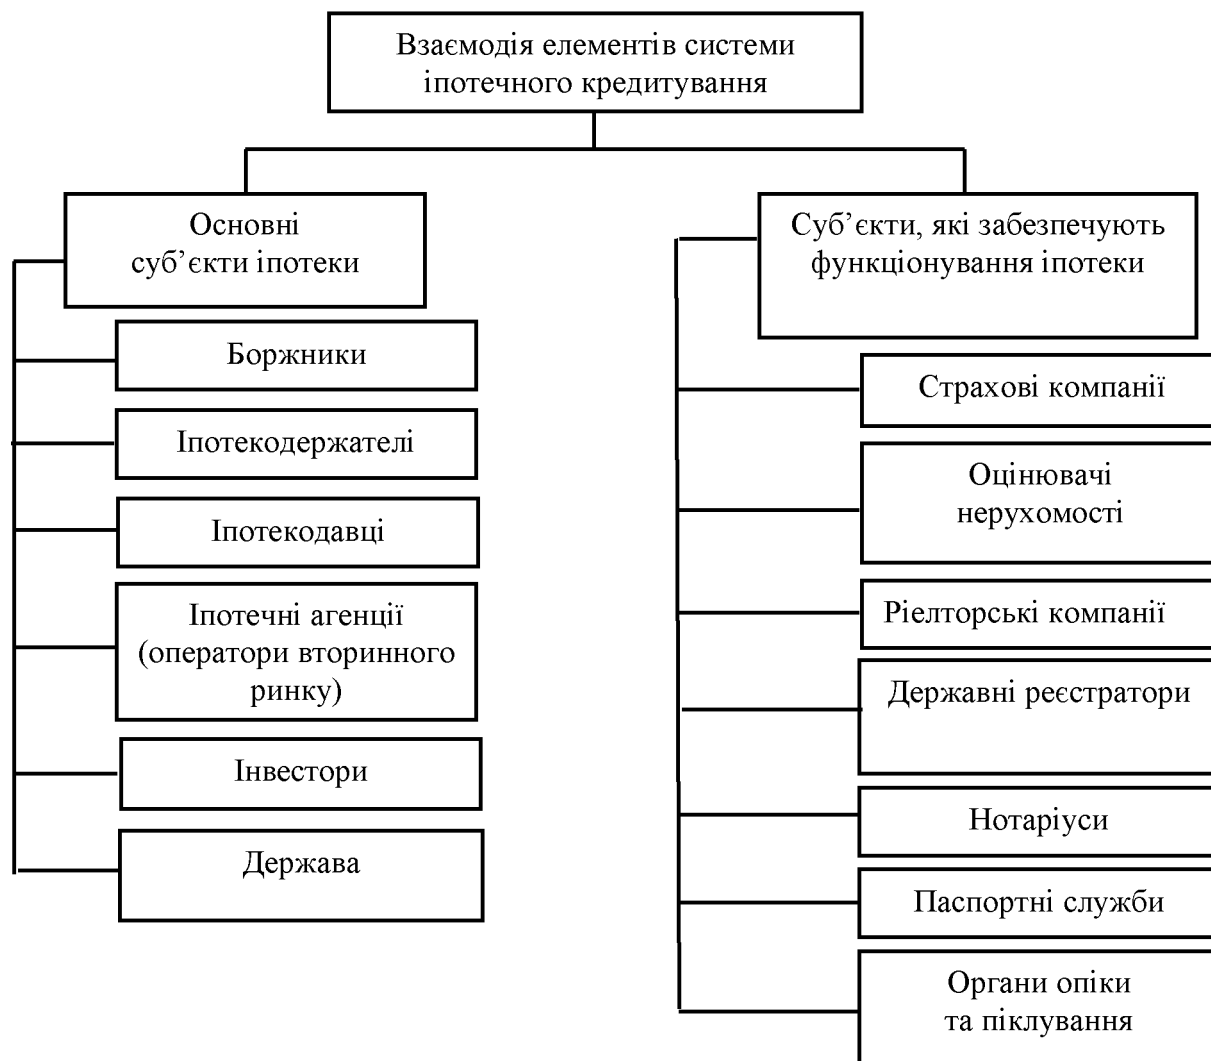 Взаємодія елементів системи
іпотечного кредитування
Основні
суб’єкти іпотеки
Боржники
Іпотекодержателі
Іпотекодавці
Іпотечні агенції
(оператори вторинного
ринку)
Інвестори
Держава
Суб’єкти, які забезпечують
функціонування іпотеки
Страхові компанії
Оцінювачі
нерухомості
Ріелторські компанії
Державні реєстратори
Нотаріуси
Паспортні служби
Органи опіки
та піклування